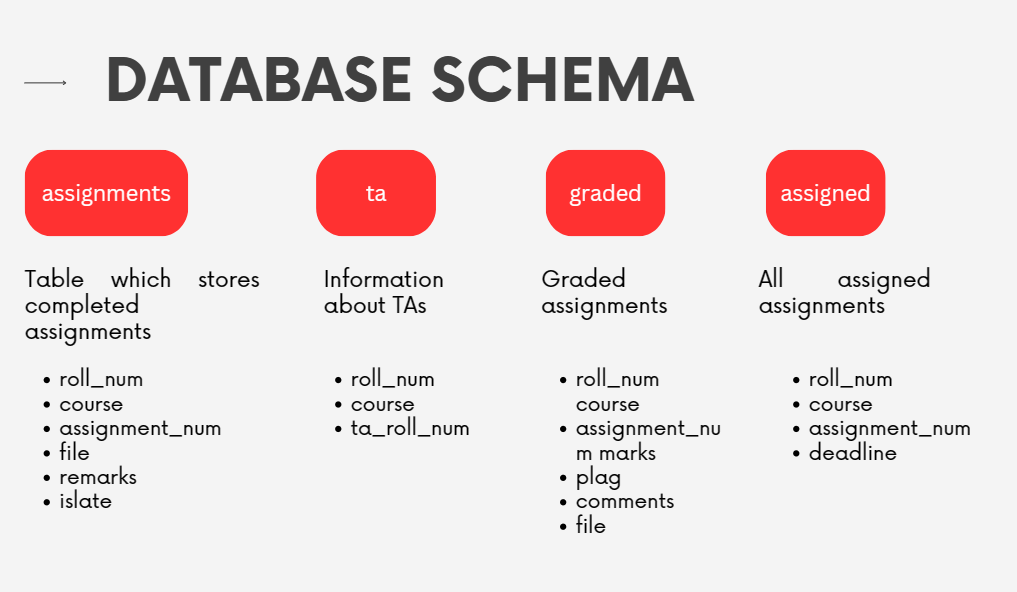 DATABASE SCHEMA
assignments
Table which stores
completed
assignments
• roll_num
• course
• assignment_num
• file
• remarks
• islate
ta
Information
about TAs
• roll_num
• course
• ta_roll_num
graded
Graded
assignments
• roll_num
course
• assignment_nu
m marks
• plag
• comments
• file
assigned
All assigned
assignments
• roll_num
• course
• assignment_num
• deadline